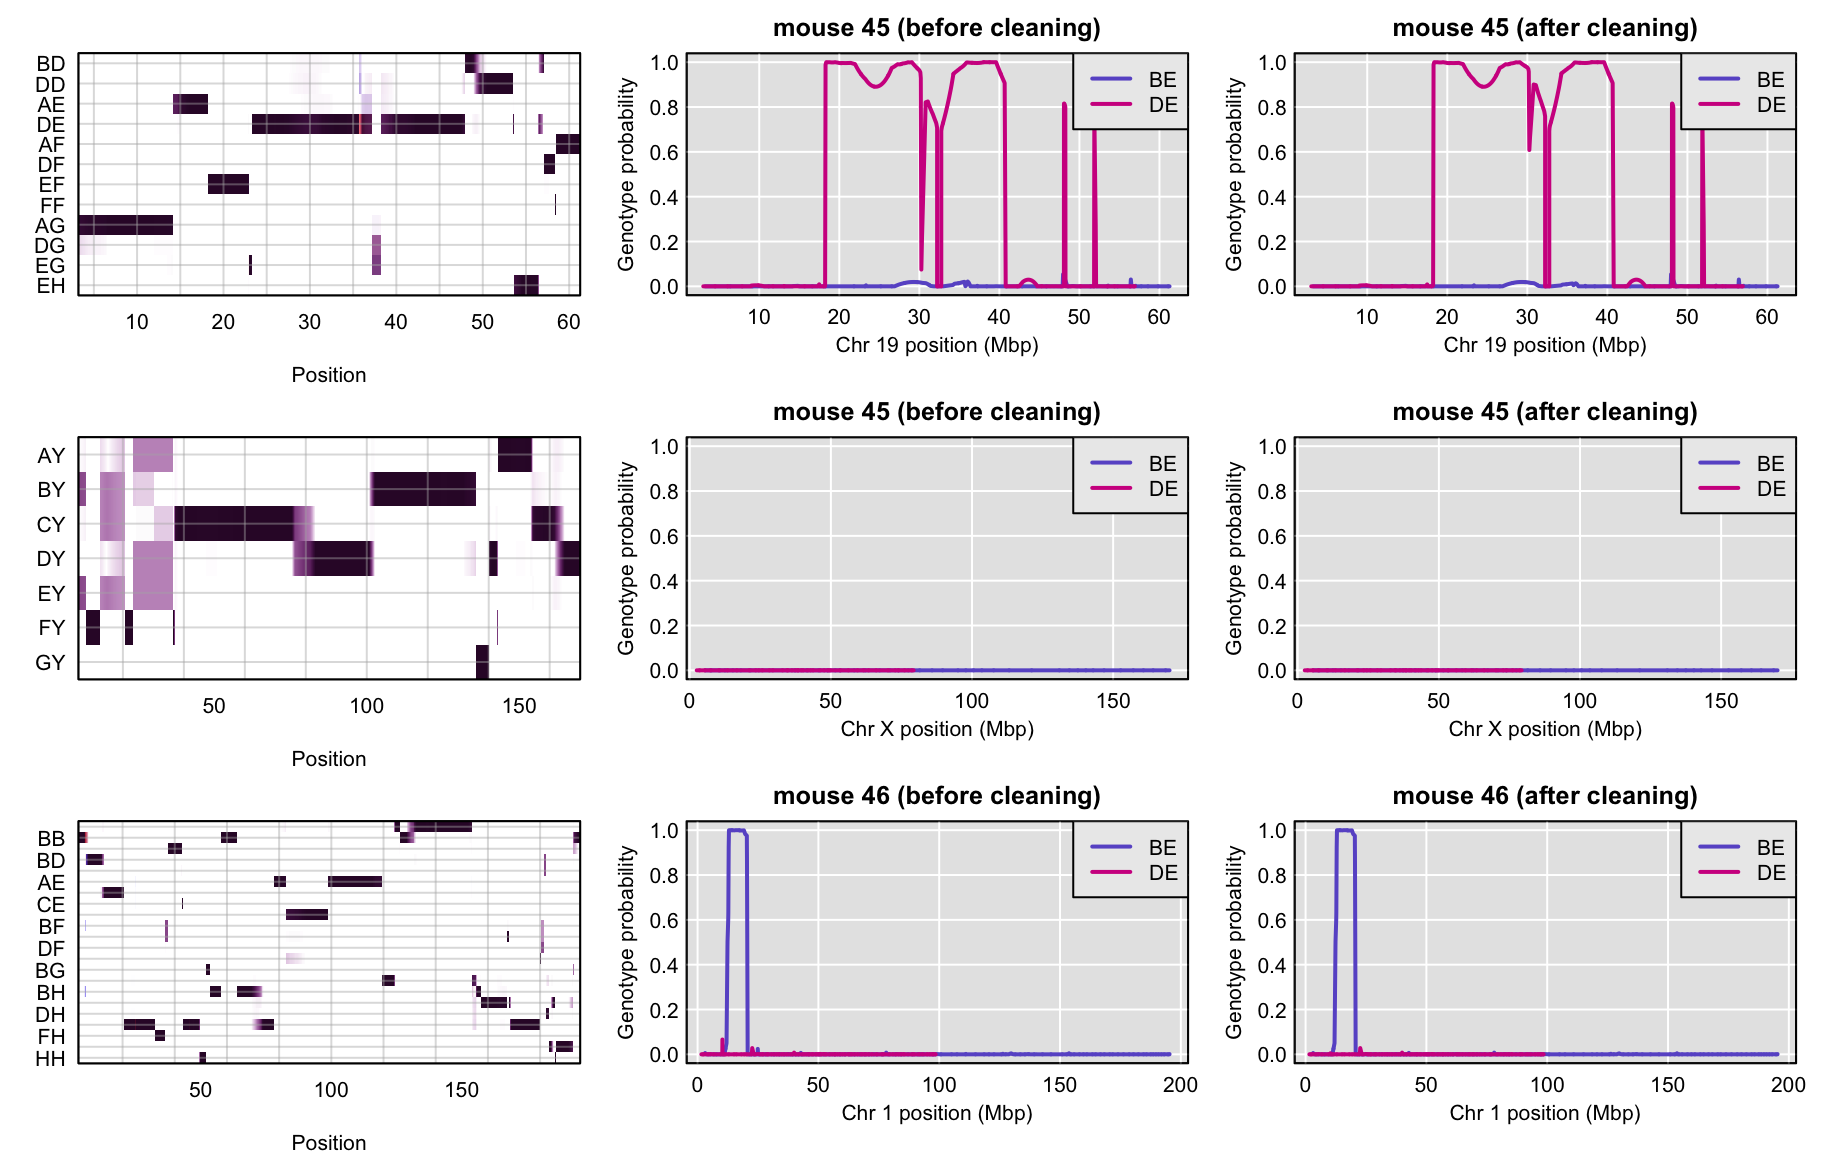 BD
DD
AE
DE
AF
DF
EF
FF
AG
DG
EG
EH
10 20 30 40 50 60
Position
mouse 45 (before cleaning)
Genotype probability
1.0
0.8
0.6
0.4
0.2
0.0
BE
DE
10 20 30 40 50 60
Chr 19 position (Mbp)
mouse 45 (after cleaning)
Genotype probability
1.0
0.8
0.6
0.4
0.2
0.0
BE
DE
10 20 30 40 50 60
Chr 19 position (Mbp)
AY
BY
CY
DY
EY
FY
GY
50 100 150
Position
mouse 45 (before cleaning)
Genotype probability
1.0
0.8
0.6
0.4
0.2
0.0
BE
DE
0 50 100 150
Chr X position (Mbp)
mouse 45 (after cleaning)
Genotype probability
1.0
0.8
0.6
0.4
0.2
0.0
BE
DE
0 50 100 150
Chr X position (Mbp)
BB
BD
AE
CE
BF
DF
BG
BH
DH
FH
HH
50 100 150
Position
mouse 46 (before cleaning)
Genotype probability
1.0
0.8
0.6
0.4
0.2
0.0
BE
DE
0 50 100 150 200
Chr 1 position (Mbp)
mouse 46 (after cleaning)
Genotype probability
1.0
0.8
0.6
0.4
0.2
0.0
BE
DE
0 50 100 150 200
Chr 1 position (Mbp)